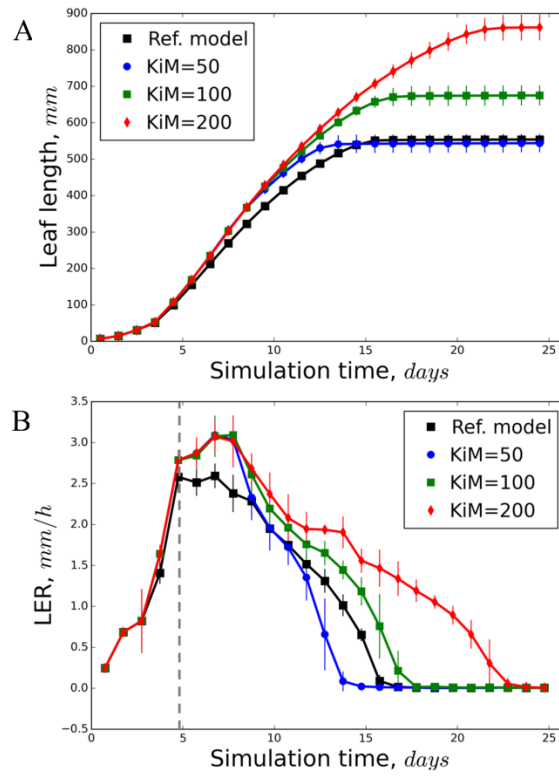 A
900
800
700
600
500
400
300
200
100
0
Leaf length, mm
Ref. model
KiM=50
KiM=100
KiM=200
0 5 10 15 20 25
Simulation time, days
B
3.5
3.0
2.5
2.0
1.5
1.0
0.5
0.0
−0.5
LER, mm/h
Ref. model
KiM=50
KiM=100
KiM=200
0 5 10 15 20 25
Simulation time, days